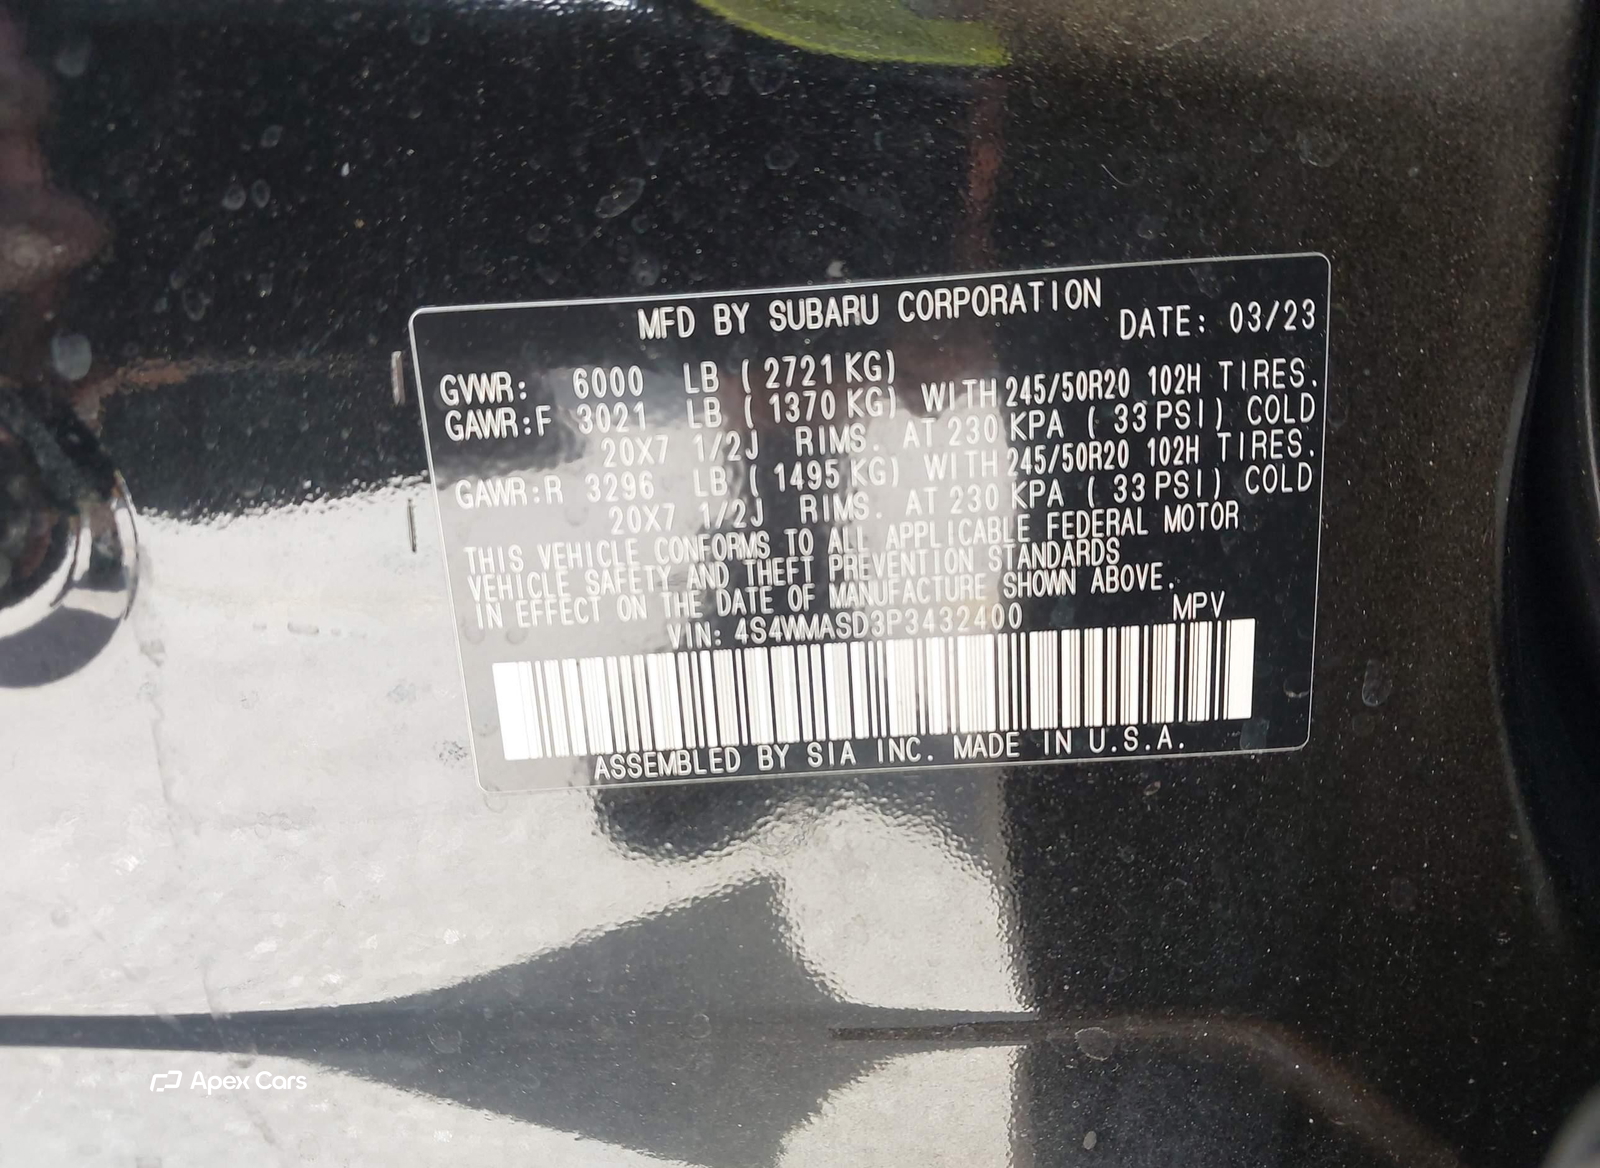 MFD BY SUBARU CORPORATION
DATE: 03/23
GVWR: 6000 LB ( 2721 KG)
GAWR:F 3021 LB ( 1370 KG) WITH 245/50R20 102H TIRES.
20X7 1/2J RIMS. AT 230 KPA ( 33 PSI) COLD
GAWR:R 3296 LB ( 1495 KG) WITH 245/50R20 102H TIRES.
20X7 1/2J RIMS. AT 230 KPA ( 33 PSI) COLD
THIS VEHICLE CONFORMS TO ALL APPLICABLE FEDERAL MOTOR
VEHICLE SAFETY AND THEFT PREVENTION STANDARDS
IN EFFECT ON THE DATE OF MANUFACTURE SHOWN ABOVE.
VIN: 4S4WMASD3P3432400 MPV
ASSEMBLED BY SIA INC. MADE IN U.S.A.
Apex Cars